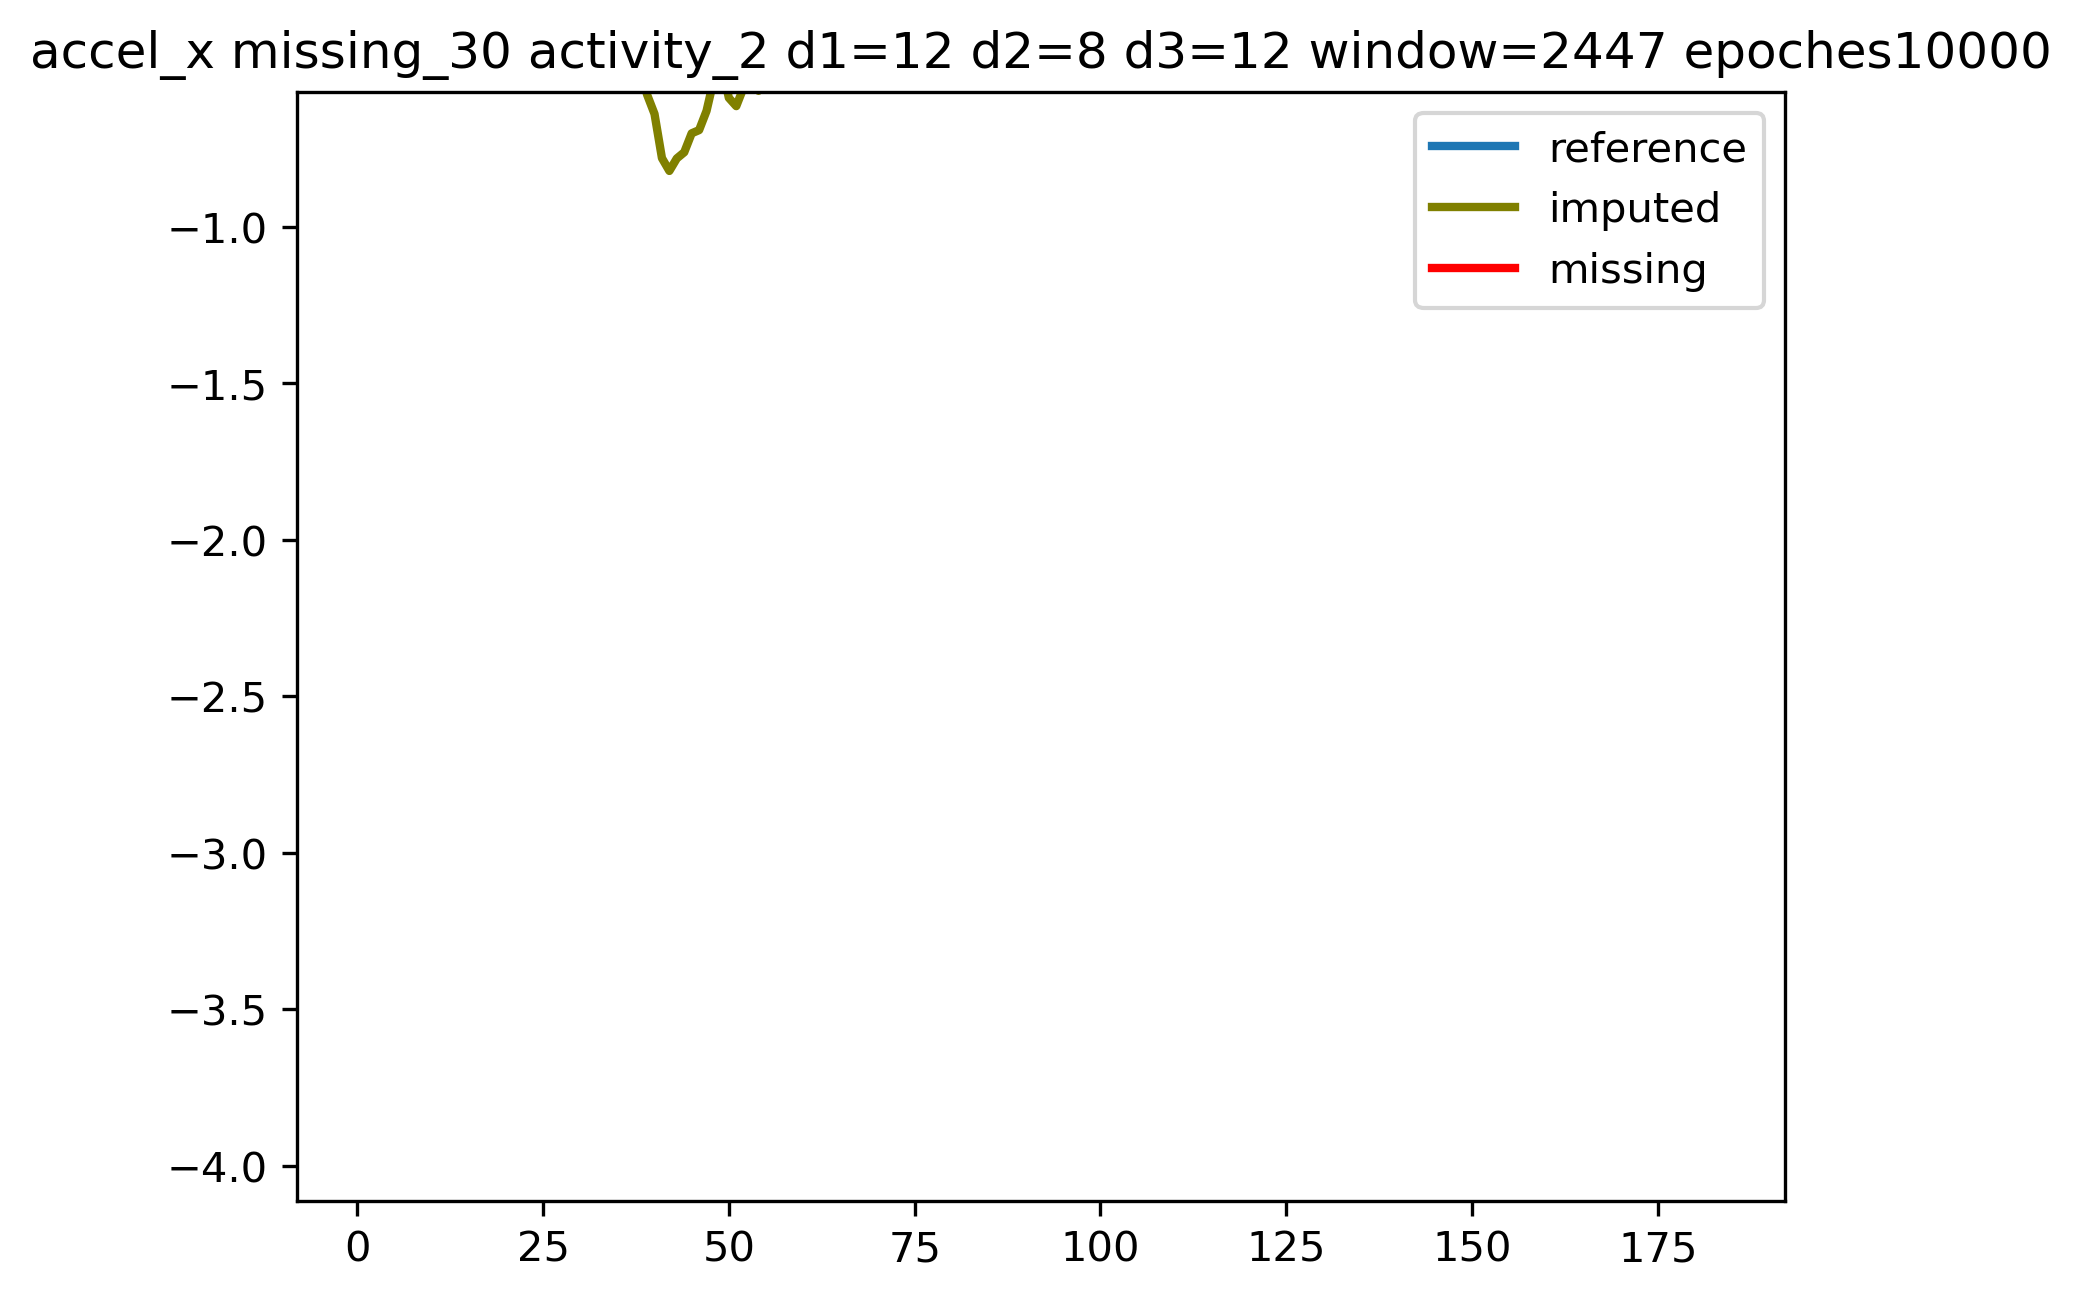 accel_x missing_30 activity_2 d1=12 d2=8 d3=12 window=2447 epoches10000
reference
imputed
missing
−1.0
−1.5
−2.0
−2.5
−3.0
−3.5
−4.0
0 25 50 75 100 125 150 175